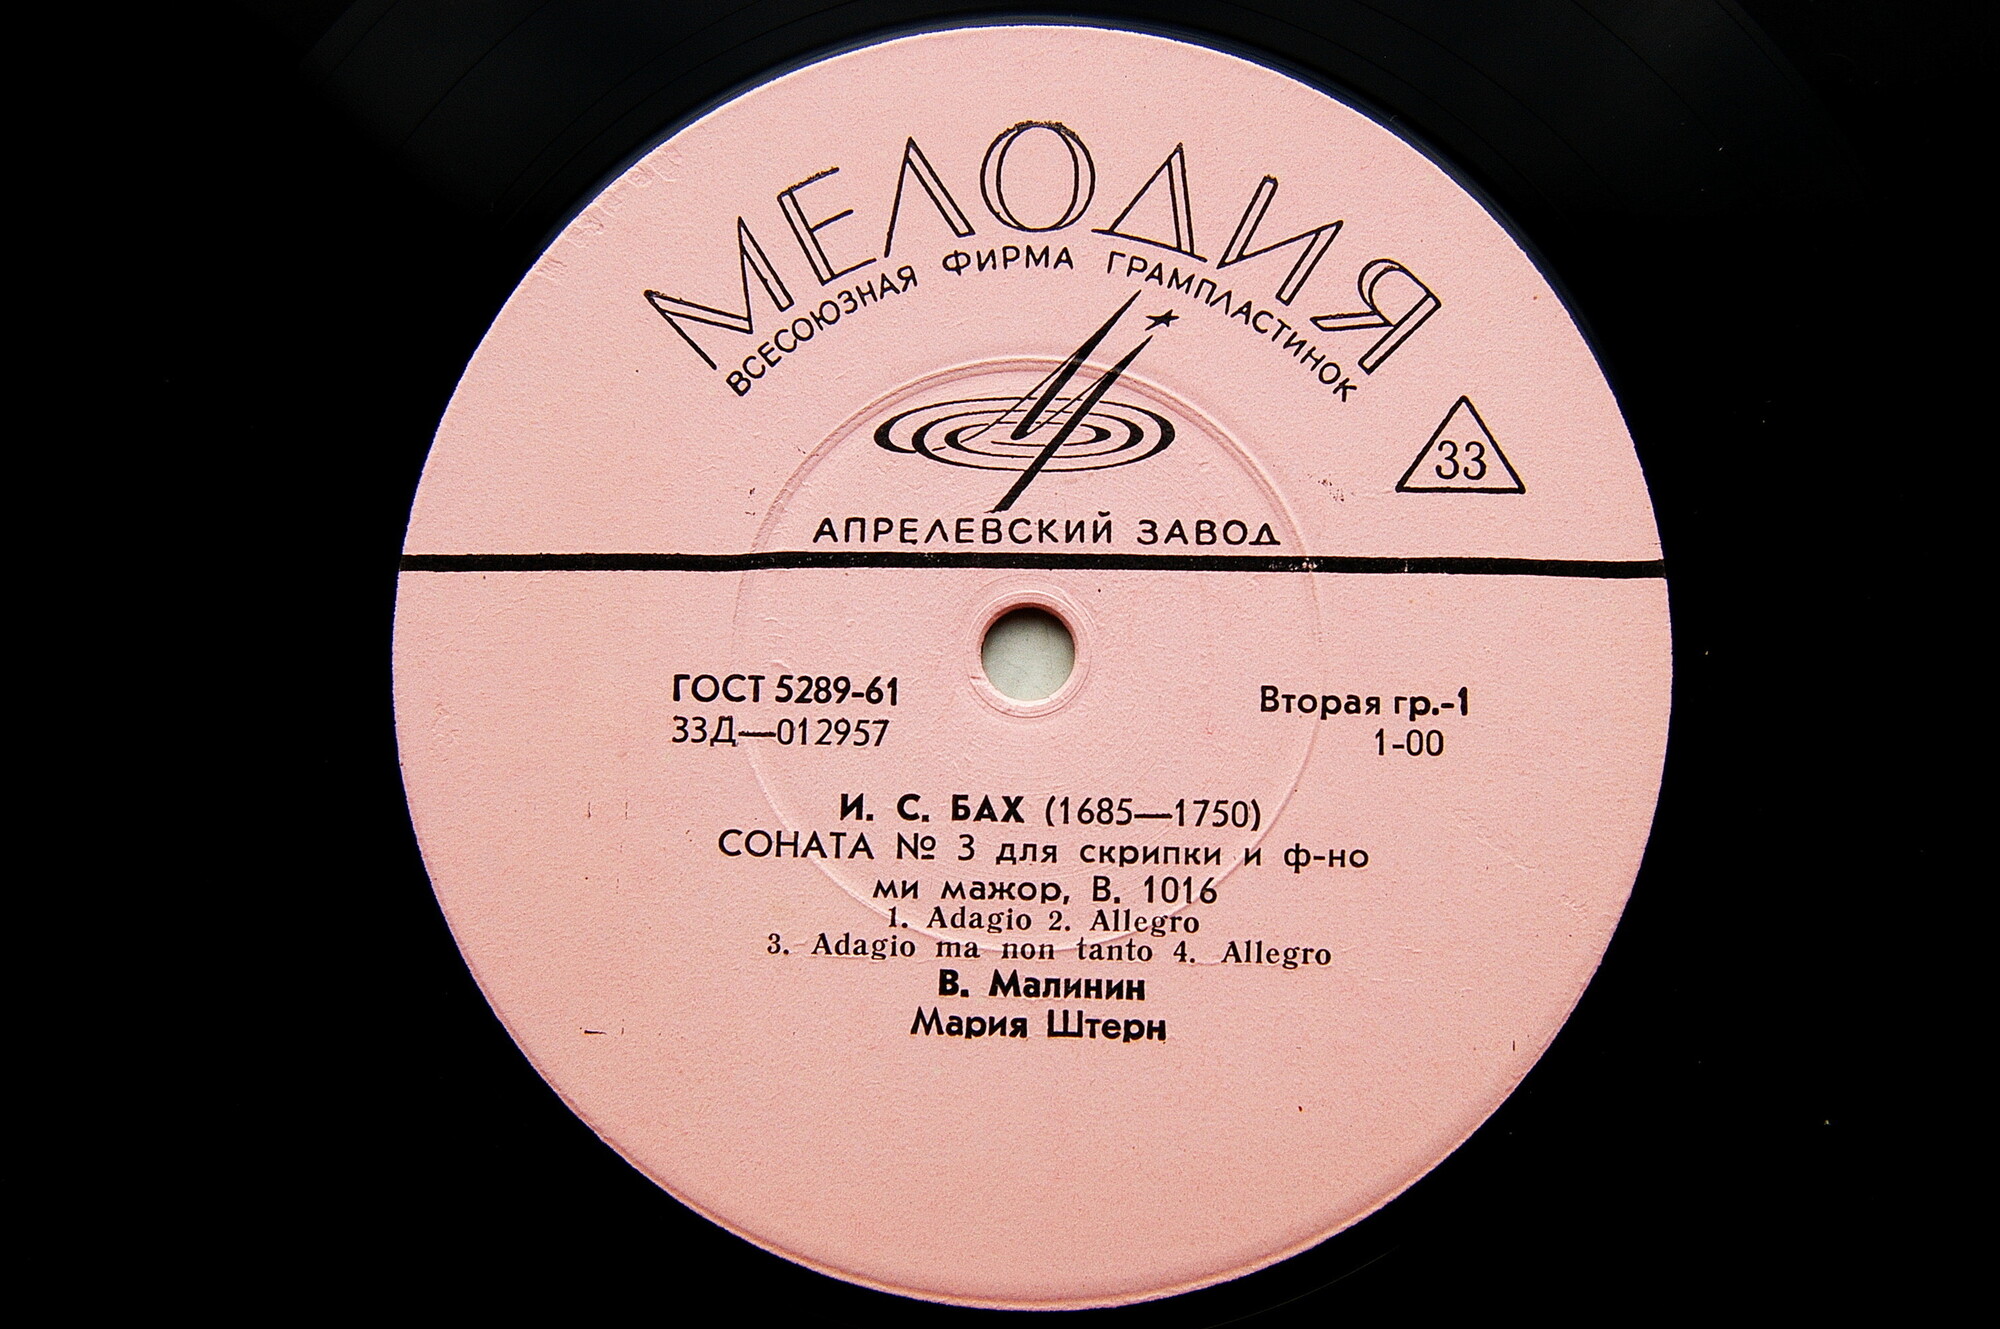 МЕЛОДИЯ
ВСЕСОЮЗНАЯ ФИРМА ГРАМПЛАСТИНОК
33
АПРЕЛЕВСКИЙ ЗАВОД
ГОСТ 5289-61
Вторая гр.-1
33Д—012957
1-00
И. С. БАХ (1685—1750)
СОНАТА № 3 для скрипки и ф-но
ми мажор, В. 1016
1. Adagio 2. Allegro
3. Adagio ma non tanto 4. Allegro
В. Малинин
Мария Штерн